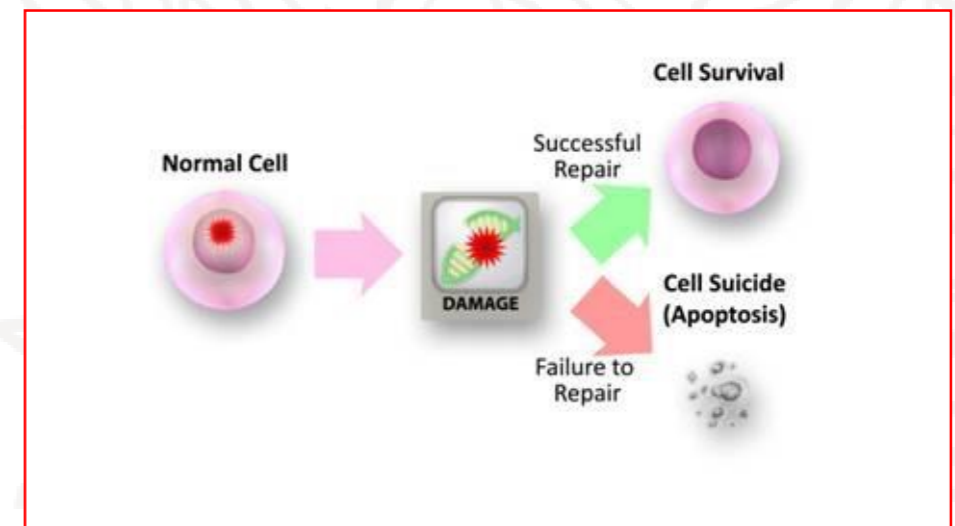 Normal Cell
DAMAGE
Successful
Repair
Cell Survival
Failure to
Repair
Cell Suicide
(Apoptosis)